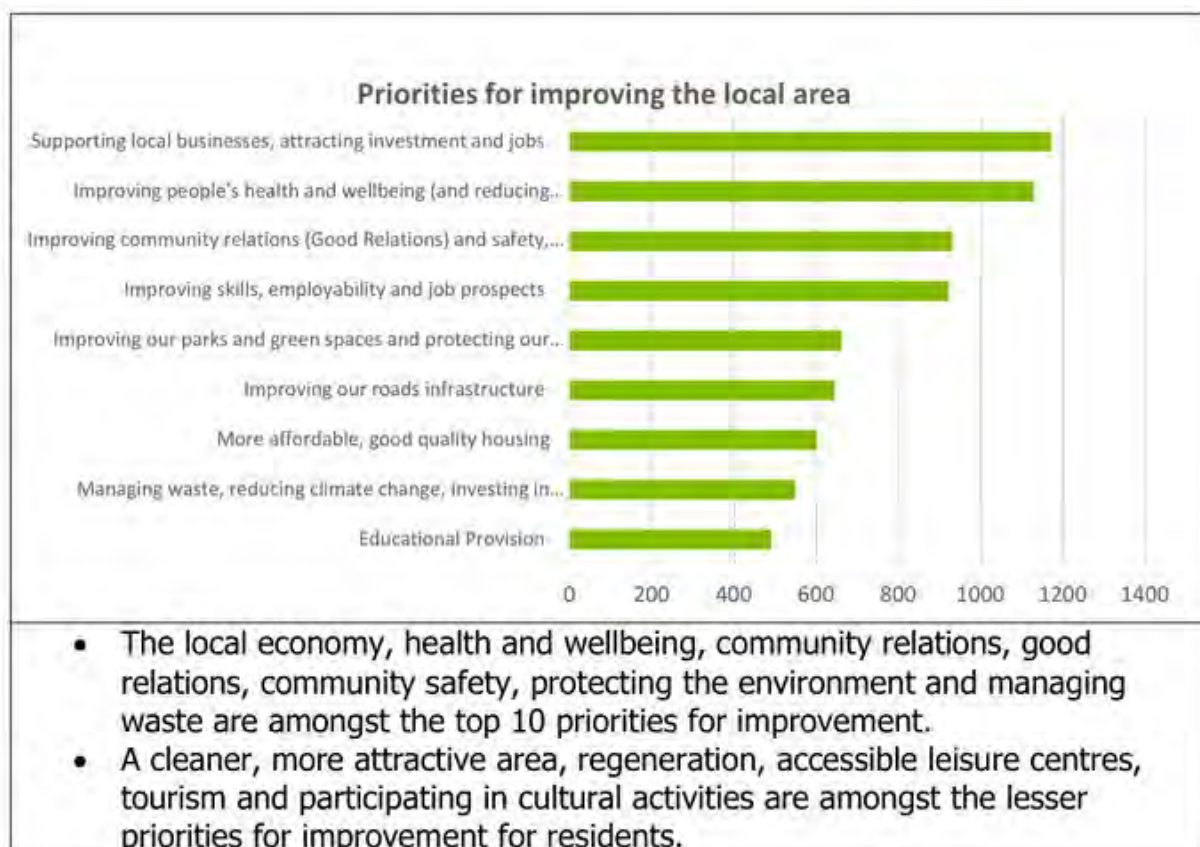 Priorities for improving the local area
Supporting local businesses, attracting investment and jobs
Improving people's health and wellbeing (and reducing...
Improving community relations (Good Relations) and safety,...
Improving skills, employability and job prospects
Improving our parks and green spaces and protecting our...
Improving our roads infrastructure
More affordable, good quality housing
Managing waste, reducing climate change, investing in...
Educational Provision
0 200 400 600 800 1000 1200 1400
• The local economy, health and wellbeing, community relations, good
relations, community safety, protecting the environment and managing
waste are amongst the top 10 priorities for improvement.
• A cleaner, more attractive area, regeneration, accessible leisure centres,
tourism and participating in cultural activities are amongst the lesser
priorities for improvement for residents.